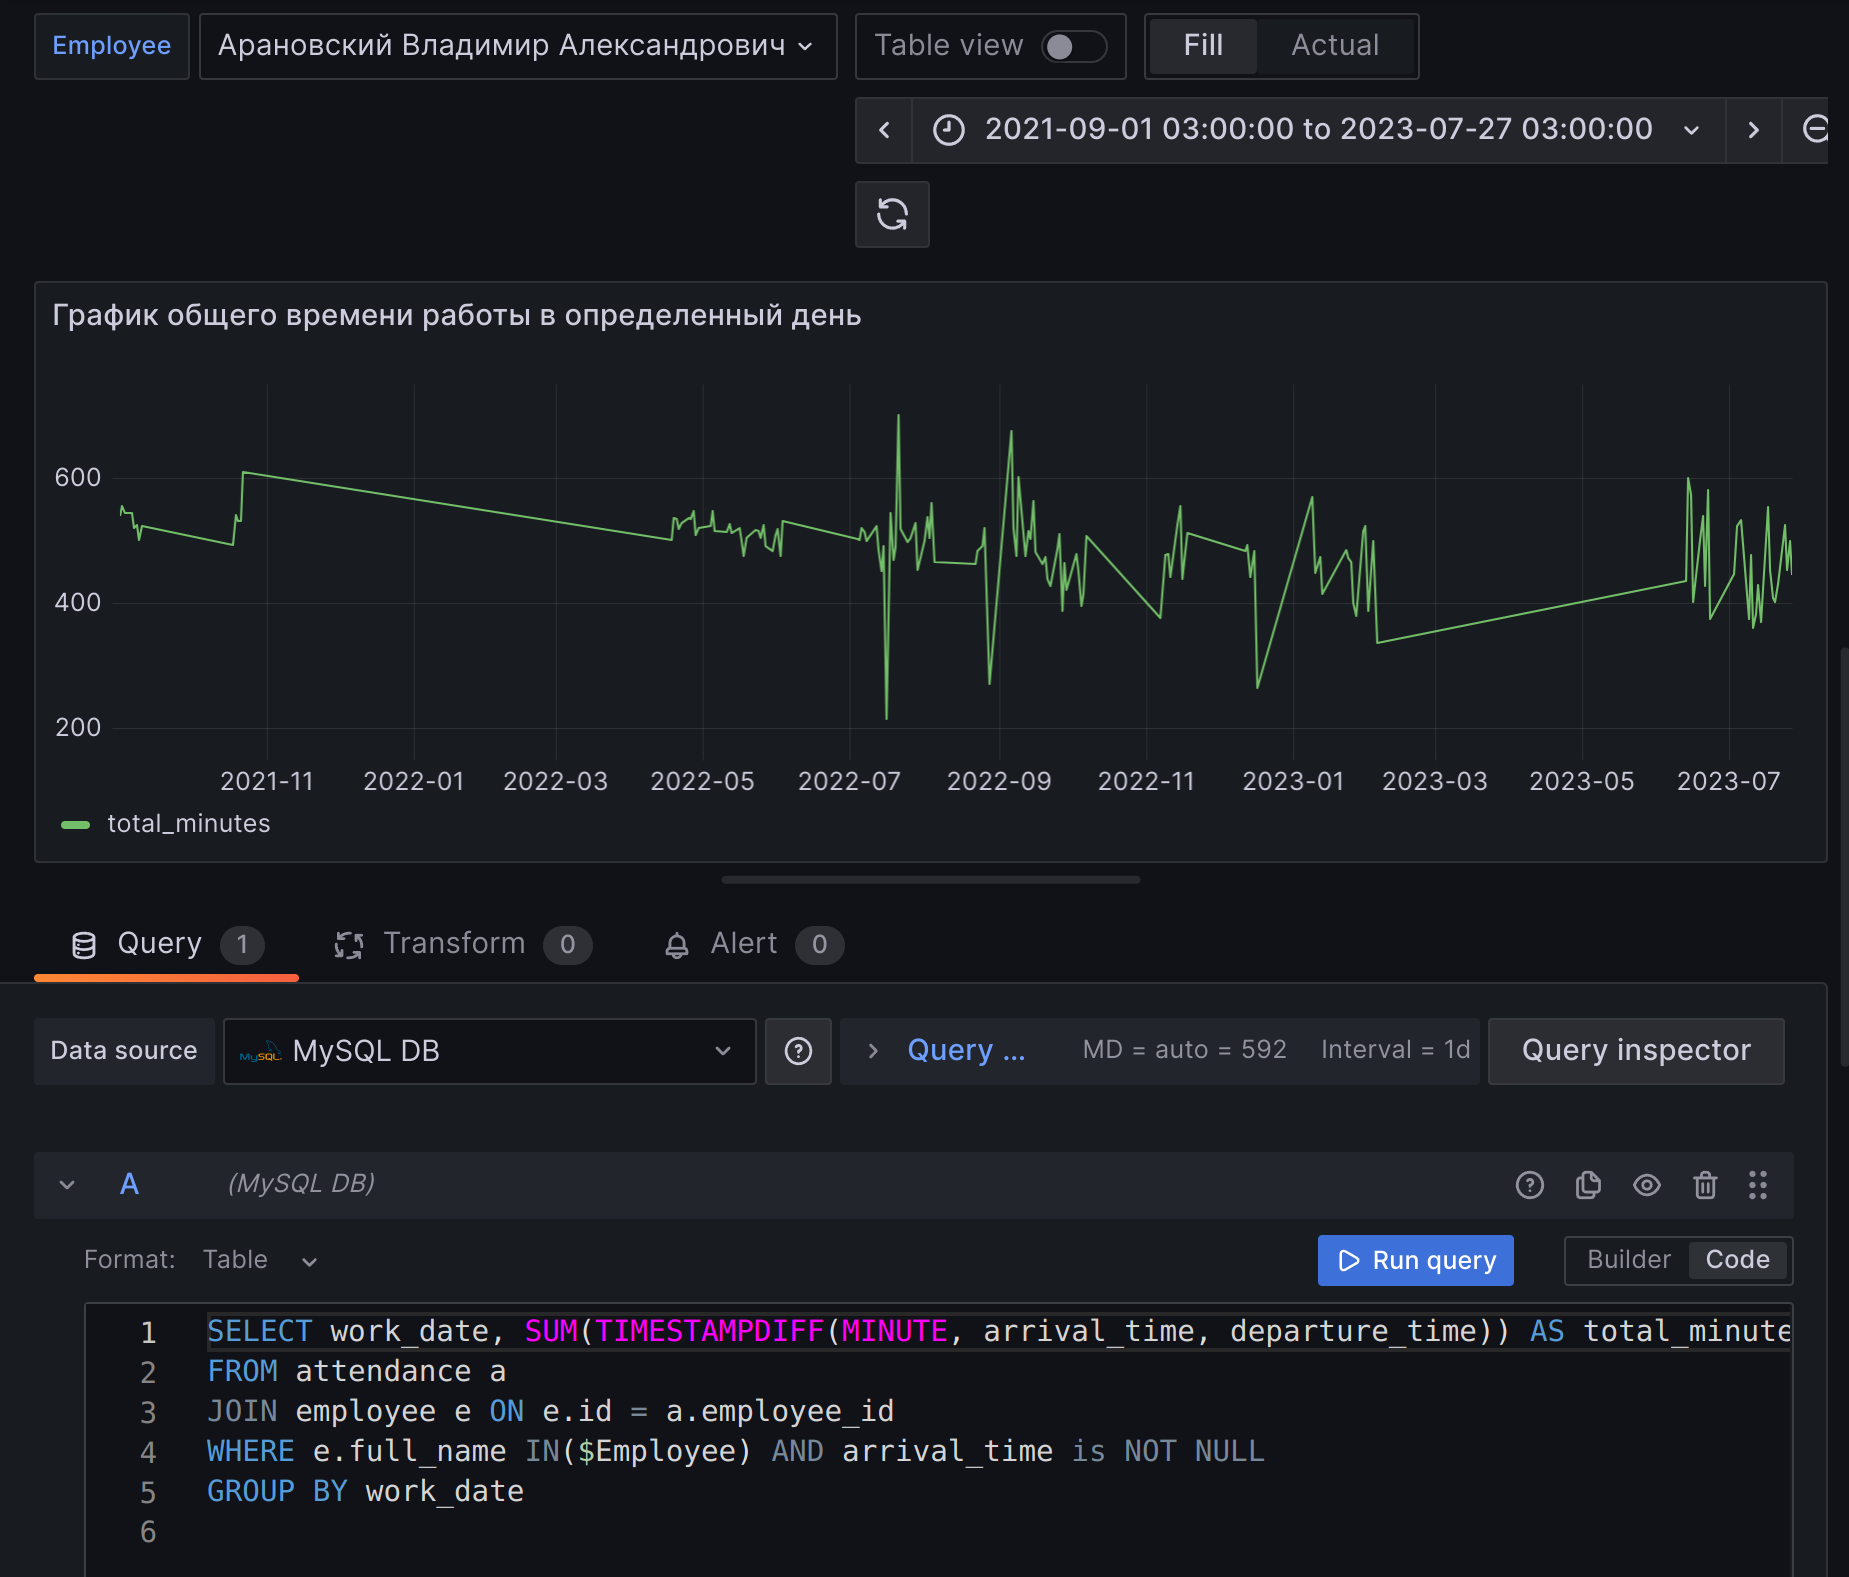 Employee
Арановский Владимир Александрович
Table view
Fill
Actual
2021-09-01 03:00:00 to 2023-07-27 03:00:00
График общего времени работы в определенный день
600
400
200
2021-11 2022-01 2022-03 2022-05 2022-07 2022-09 2022-11 2023-01 2023-03 2023-05 2023-07
total_minutes
Query 1
Transform 0
Alert 0
Data source
MySQL MySQL DB
Query ...
MD = auto = 592
Interval = 1d
Query inspector
A
(MySQL DB)
Format: Table
Run query
Builder
Code
1 SELECT work_date, SUM(TIMESTAMPDIFF(MINUTE, arrival_time, departure_time)) AS total_minute
2 FROM attendance a
3 JOIN employee e ON e.id = a.employee_id
4 WHERE e.full_name IN($Employee) AND arrival_time is NOT NULL
5 GROUP BY work_date
6